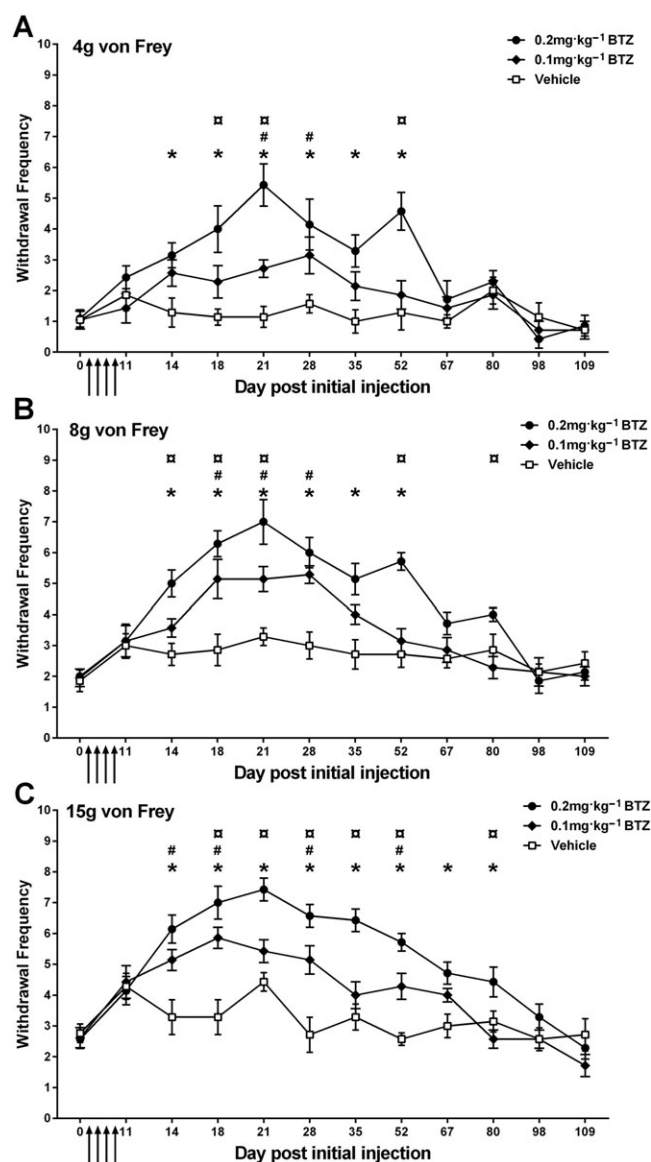 A
4g von Frey
0.2mg·kg⁻¹ BTZ
0.1mg·kg⁻¹ BTZ
Vehicle
Withdrawal Frequency
10
9
8
7
6
5
4
3
2
1
0
¤ ¤ ¤
# #
* * * * * *
0 11 14 18 21 28 35 52 67 80 98 109
Day post initial injection
B
8g von Frey
0.2mg·kg⁻¹ BTZ
0.1mg·kg⁻¹ BTZ
Vehicle
Withdrawal Frequency
10
9
8
7
6
5
4
3
2
1
0
¤ ¤ ¤ ¤ ¤
# # #
* * * * * *
0 11 14 18 21 28 35 52 67 80 98 109
Day post initial injection
C
15g von Frey
0.2mg·kg⁻¹ BTZ
0.1mg·kg⁻¹ BTZ
Vehicle
Withdrawal Frequency
10
9
8
7
6
5
4
3
2
1
0
¤ ¤ ¤ ¤ ¤ ¤
# # # #
* * * * * * * *
0 11 14 18 21 28 35 52 67 80 98 109
Day post initial injection